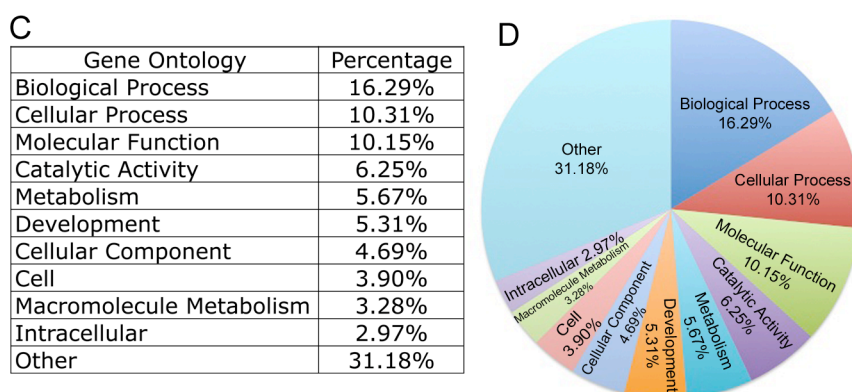 C
Gene Ontology Percentage
Biological Process 16.29%
Cellular Process 10.31%
Molecular Function 10.15%
Catalytic Activity 6.25%
Metabolism 5.67%
Development 5.31%
Cellular Component 4.69%
Cell 3.90%
Macromolecule Metabolism 3.28%
Intracellular 2.97%
Other 31.18%
D
Biological Process
16.29%
Cellular Process
10.31%
Molecular Function
10.15%
Catalytic Activity
6.25%
Metabolism
5.67%
Development
5.31%
Cellular Component
4.69%
Cell
3.90%
Macromolecule Metabolism
3.28%
Intracellular 2.97%
Other
31.18%